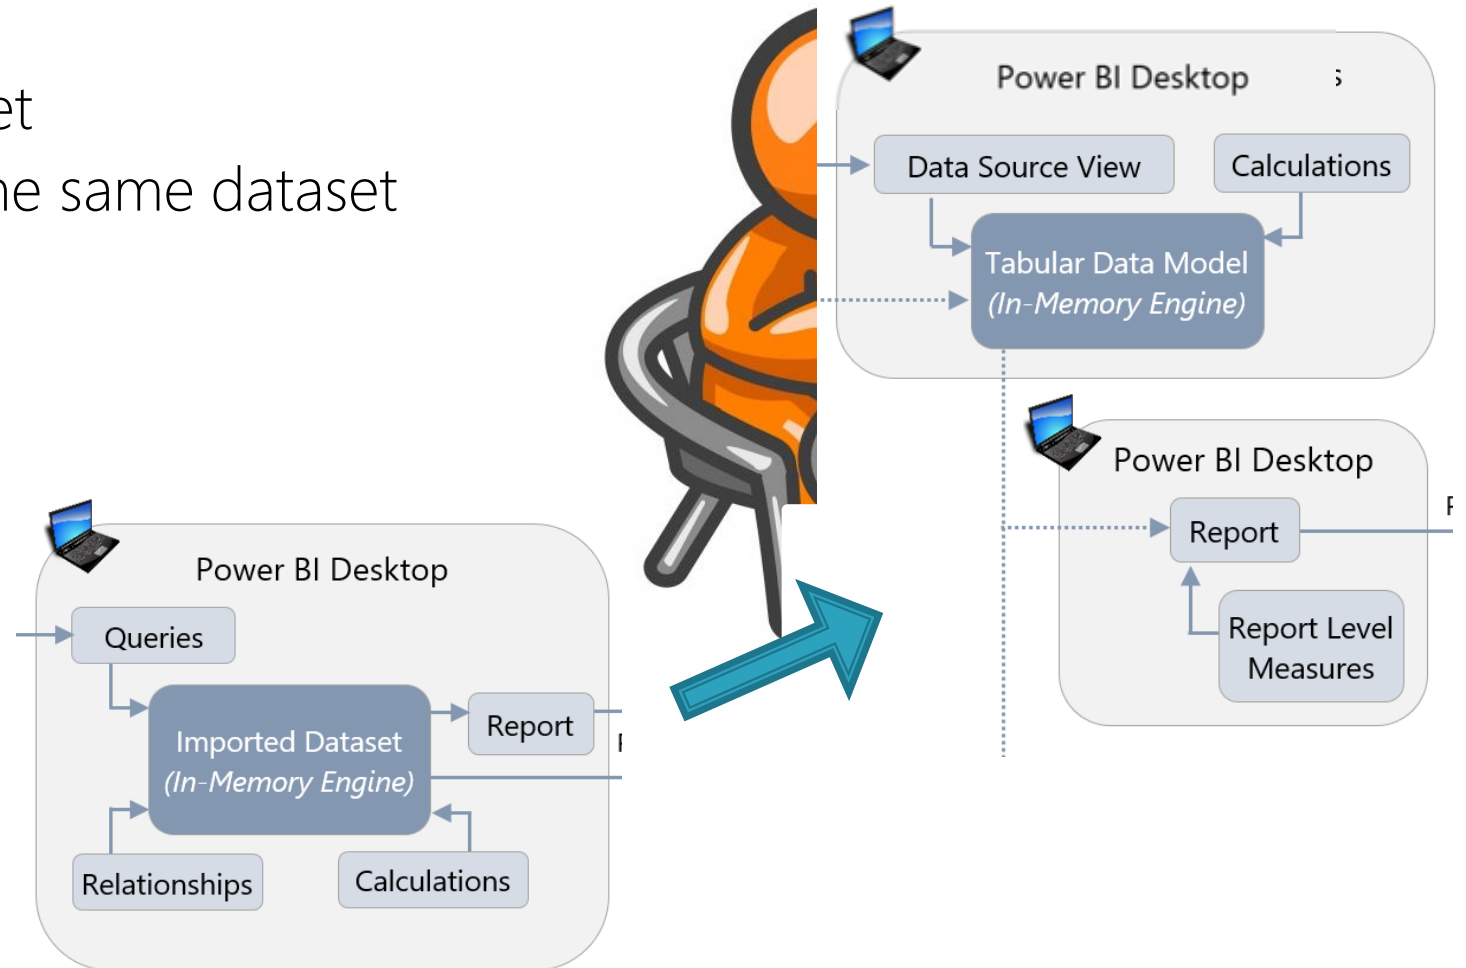 et
he same dataset
Power BI Desktop
s
Data Source View
Calculations
Tabular Data Model
(In-Memory Engine)
Power BI Desktop
Report
Report Level
Measures
Power BI Desktop
Queries
Imported Dataset
(In-Memory Engine)
Report
Relationships
Calculations